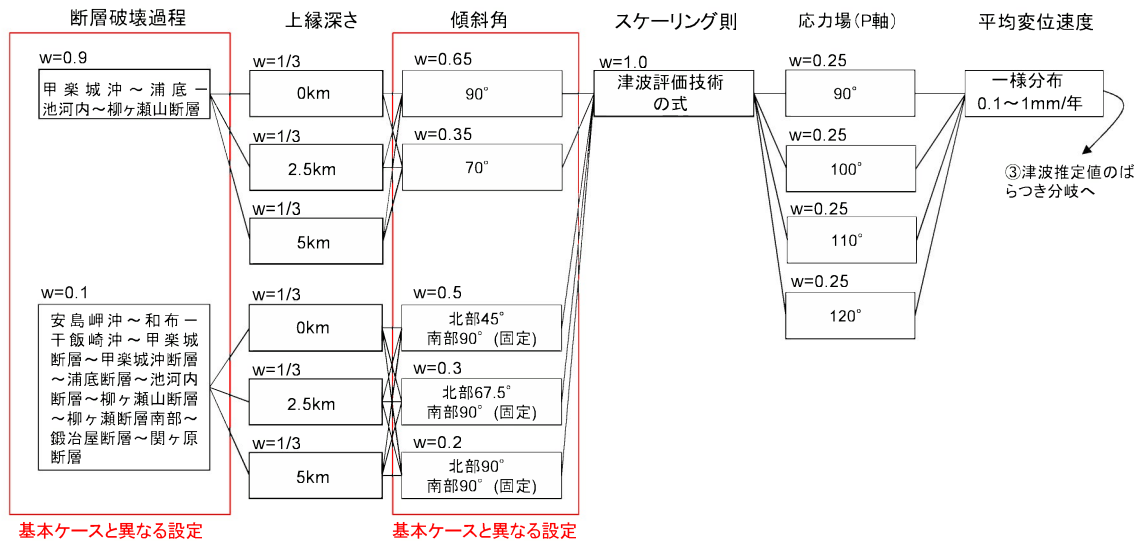 断層破壊過程
上縁深さ
傾斜角
スケーリング則
応力場(P軸)
平均変位速度
w=0.9
甲楽城沖～浦底－
池河内～柳ヶ瀬山断層
w=1/3
0km
w=1/3
2.5km
w=1/3
5km
w=0.65
90°
w=0.35
70°
w=1.0
津波評価技術
の式
w=0.25
90°
w=0.25
100°
w=0.25
110°
w=0.25
120°
一様分布
0.1～1mm/年
③津波推定値のば
らつき分岐へ
w=0.1
安島岬沖～和布－
干飯崎沖～甲楽城
断層～甲楽城沖断層
～浦底断層～池河内
断層～柳ヶ瀬山断層
～柳ヶ瀬断層南部～
鍛冶屋断層～関ヶ原
断層
w=1/3
0km
w=1/3
2.5km
w=1/3
5km
w=0.5
北部45°
南部90° (固定)
w=0.3
北部67.5°
南部90° (固定)
w=0.2
北部90°
南部90° (固定)
基本ケースと異なる設定
基本ケースと異なる設定